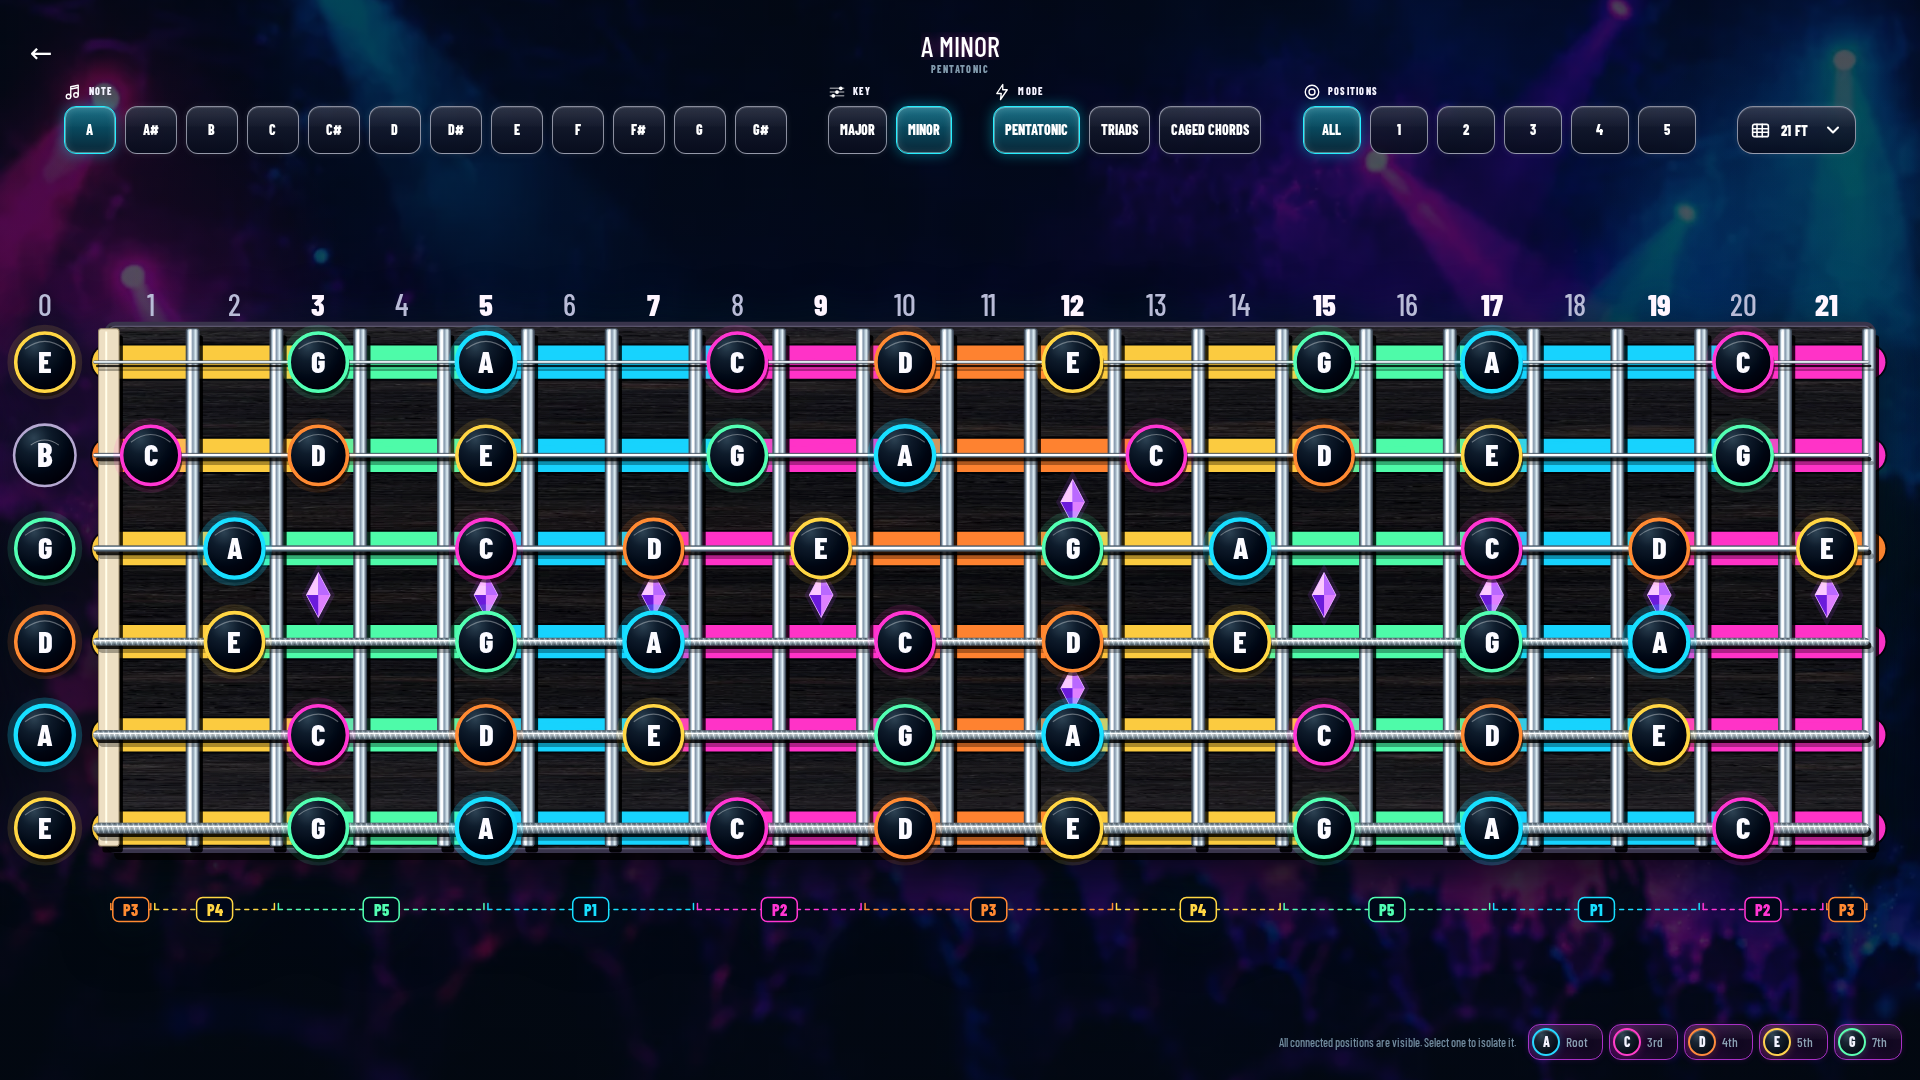 ←
A MINOR
PENTATONIC
NOTE KEY MODE POSITIONS
A A# B C C# D D# E F F# G G# MAJOR MINOR PENTATONIC TRIADS CAGED CHORDS ALL 1 2 3 4 5 21 FT
0 1 2 3 4 5 6 7 8 9 10 11 12 13 14 15 16 17 18 19 20 21
E G A C D E G A C
B C D E G A C D E G
G A C D E G A C D E
D E G A C D E G A
A C D E G A C D E
E G A C D E G A C
P3 P4 P5 P1 P2 P3 P4 P5 P1 P2 P3
All connected positions are visible. Select one to isolate it. A Root C 3rd D 4th E 5th G 7th